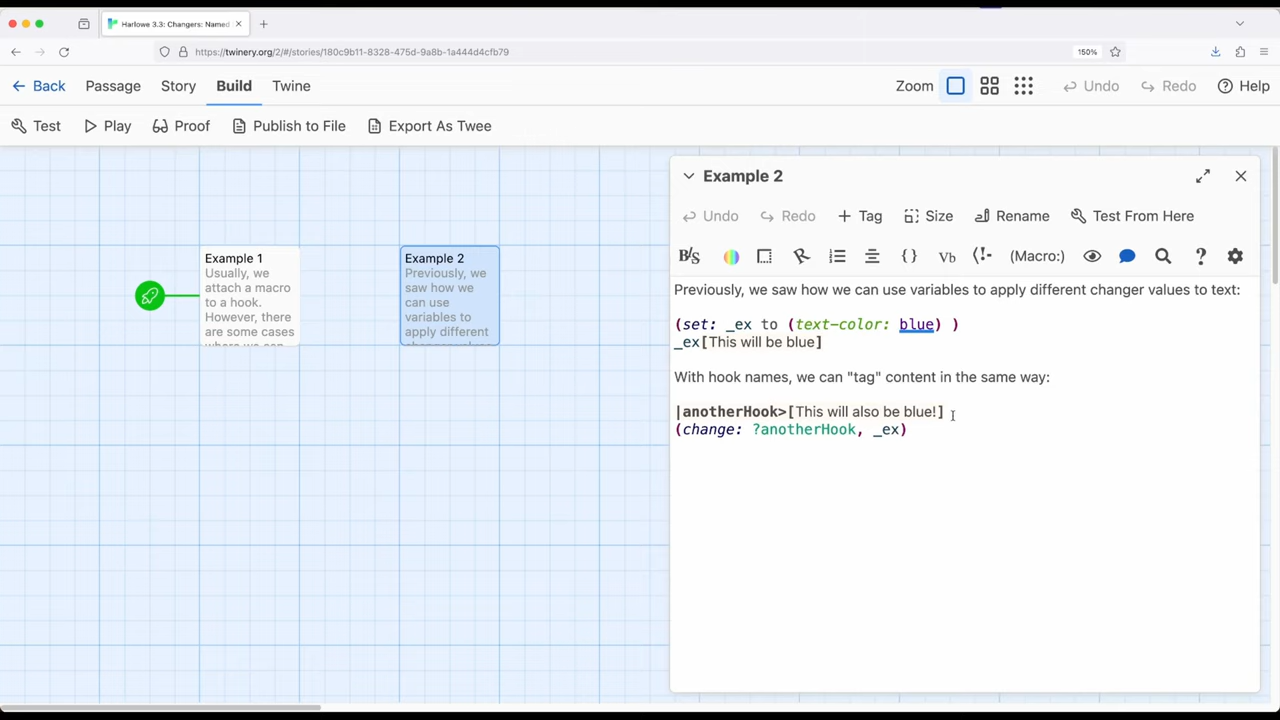 Harlowe 3.3: Changers: Named
https://twinery.org/2/#/stories/180c9b11-8328-475d-9a8b-1a444d4cfb79
150%
Back Passage Story Build Twine Zoom Undo Redo Help
Test Play Proof Publish to File Export As Twee
Example 1
Usually, we
attach a macro
to a hook.
However, there
are some cases
where we can
Example 2
Previously, we
saw how we
can use
variables to
apply different
Example 2
Undo Redo + Tag Size Rename Test From Here
(Macro:)
Previously, we saw how we can use variables to apply different changer values to text:
(set: _ex to (text-color: blue) )
_ex[This will be blue]
With hook names, we can "tag" content in the same way:
|anotherHook>[This will also be blue!]
(change: ?anotherHook, _ex)